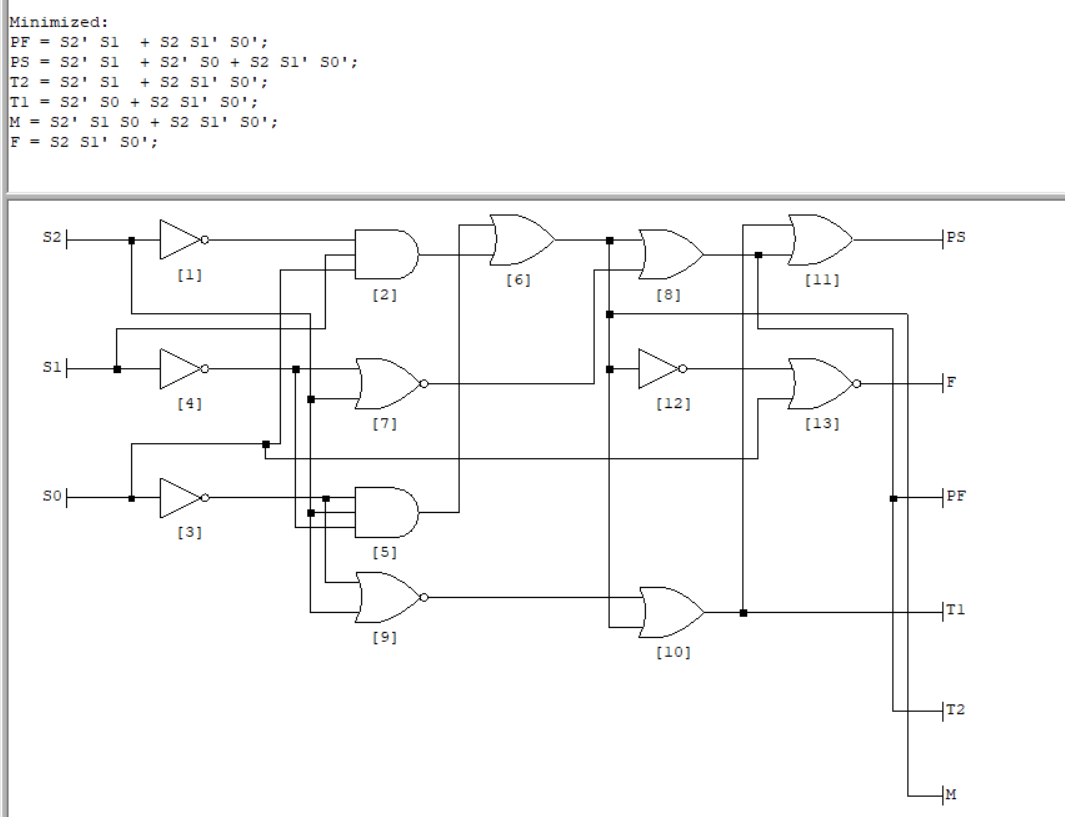 Minimized:
PF = S2' S1  + S2 S1' S0';
PS = S2' S1  + S2' S0 + S2 S1' S0';
T2 = S2' S1  + S2 S1' S0';
T1 = S2' S0 + S2 S1' S0';
M = S2' S1 S0 + S2 S1' S0';
F = S2 S1' S0';
S2
PS
[1]
[6]
[11]
[2]
[8]
S1
F
[4]
[12]
[7]
[13]
S0
PF
[3]
[5]
T1
[9]
[10]
T2
M